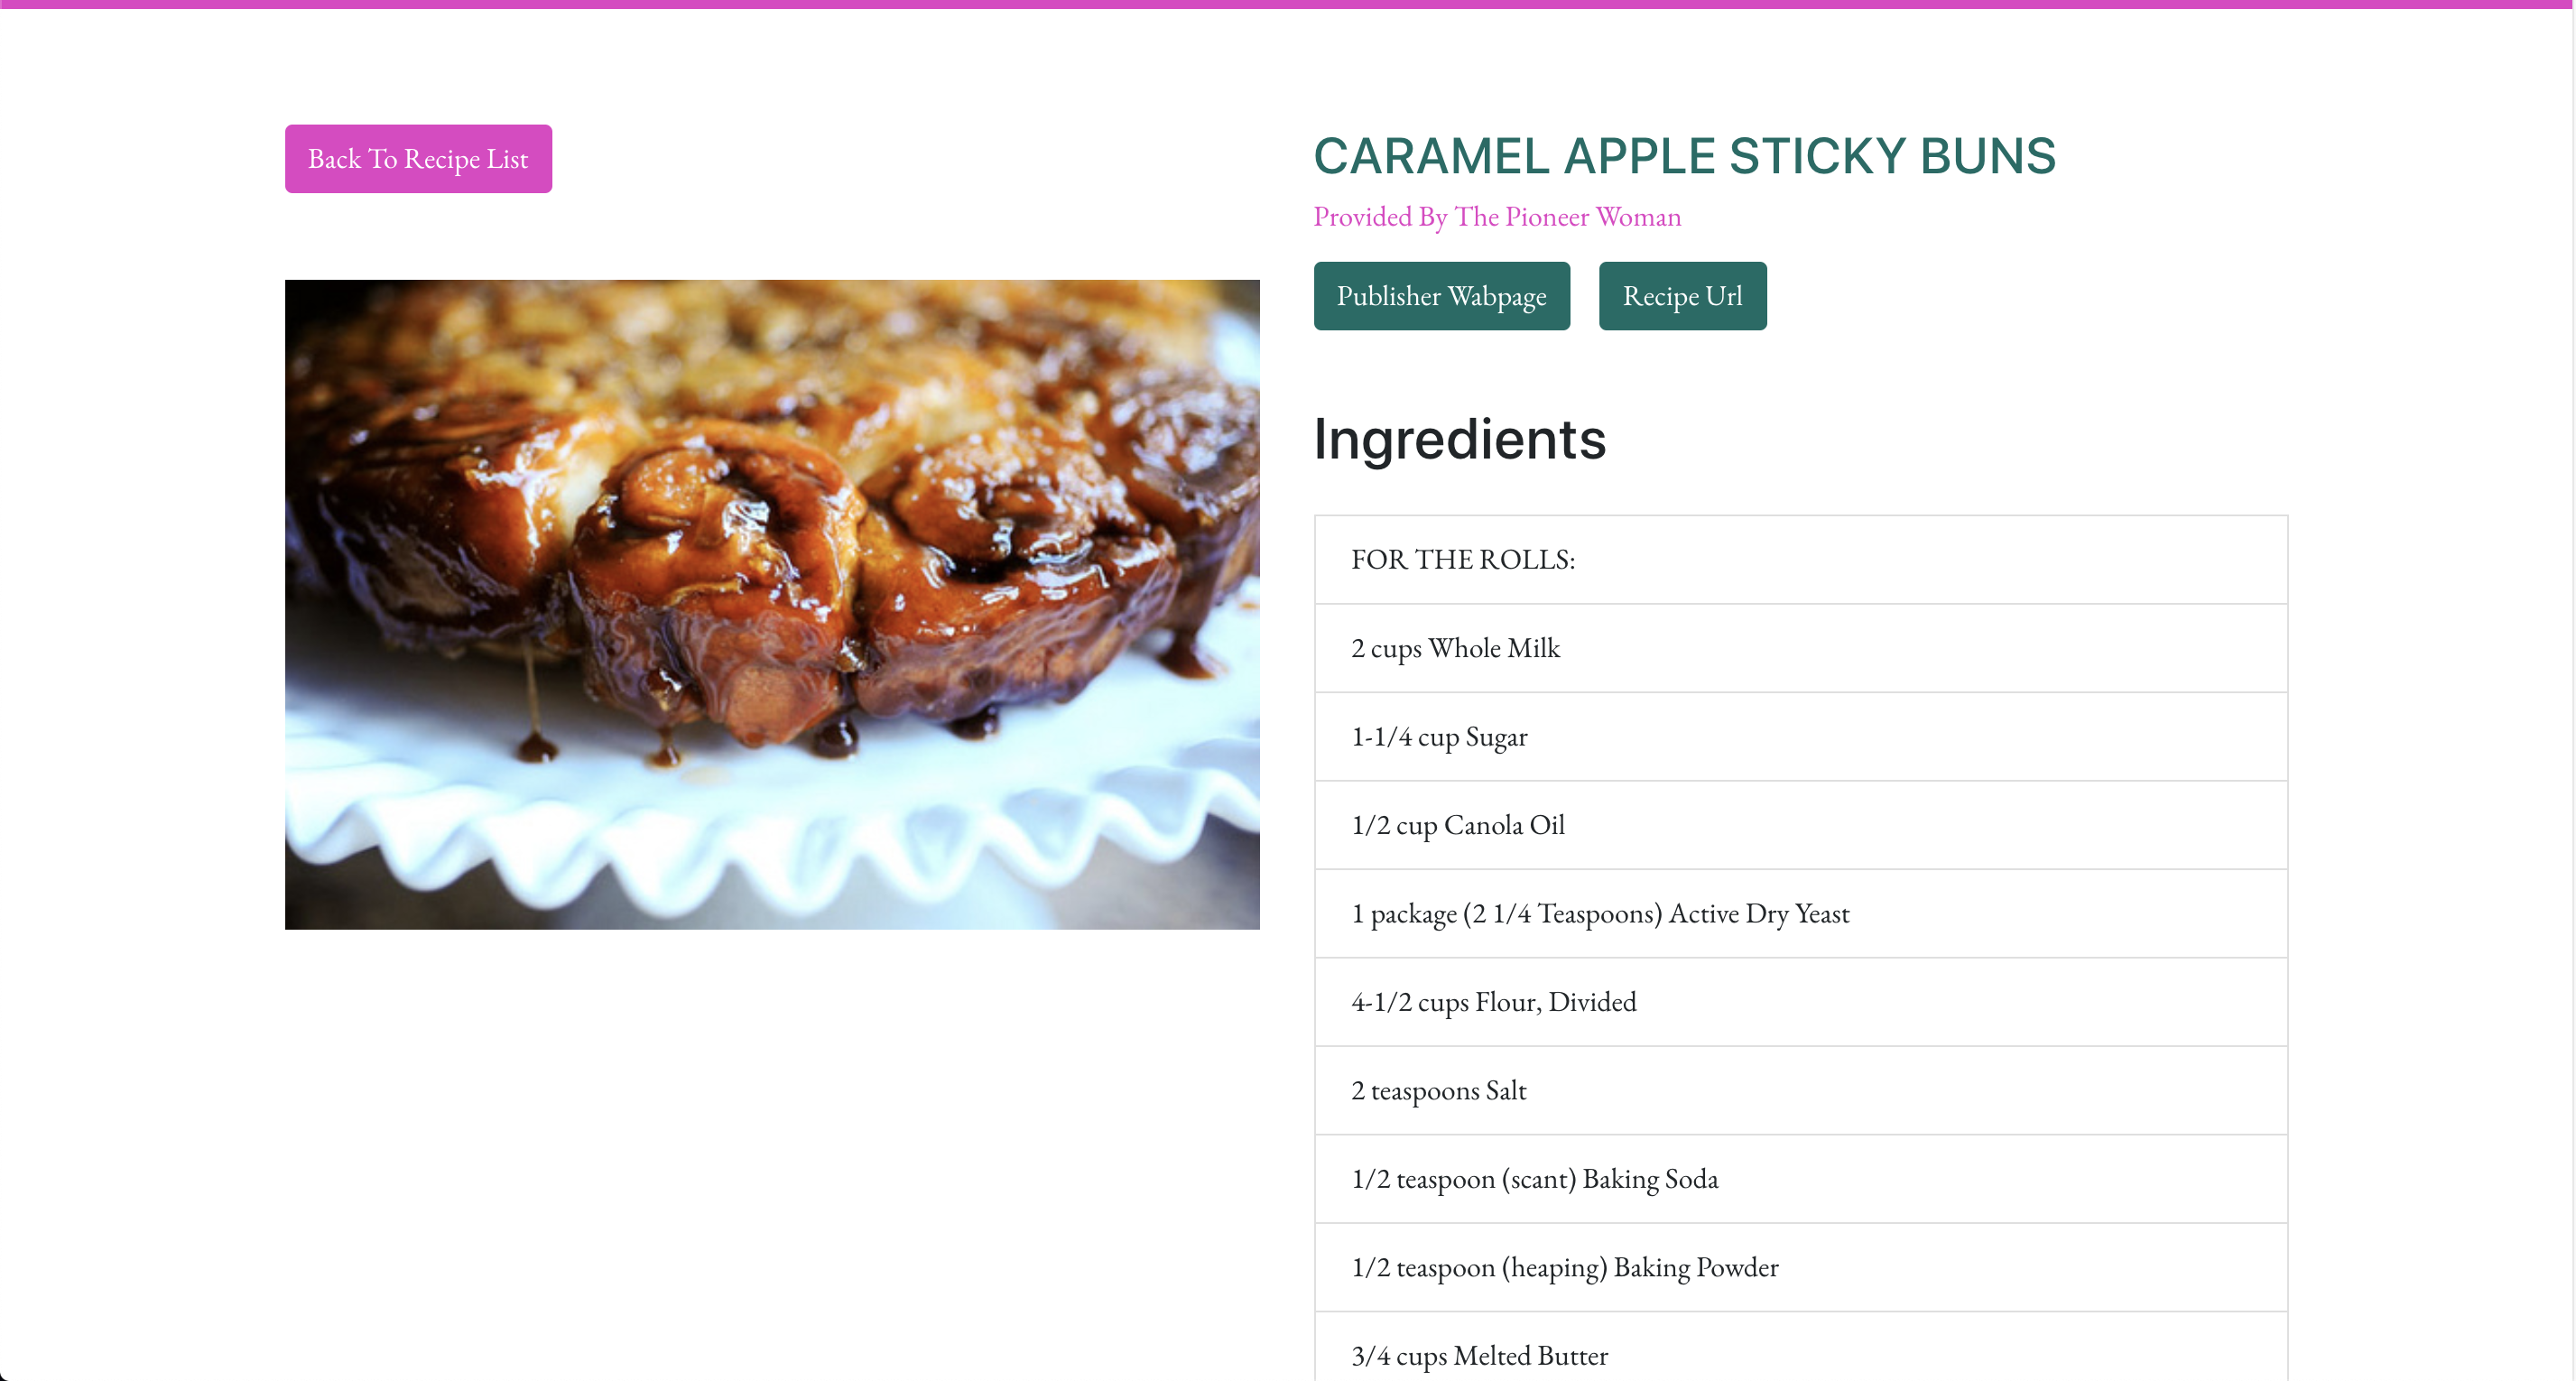 Back To Recipe List
CARAMEL APPLE STICKY BUNS
Provided By The Pioneer Woman
Publisher Wabpage
Recipe Url
Ingredients
FOR THE ROLLS:
2 cups Whole Milk
1-1/4 cup Sugar
1/2 cup Canola Oil
1 package (2 1/4 Teaspoons) Active Dry Yeast
4-1/2 cups Flour, Divided
2 teaspoons Salt
1/2 teaspoon (scant) Baking Soda
1/2 teaspoon (heaping) Baking Powder
3/4 cups Melted Butter